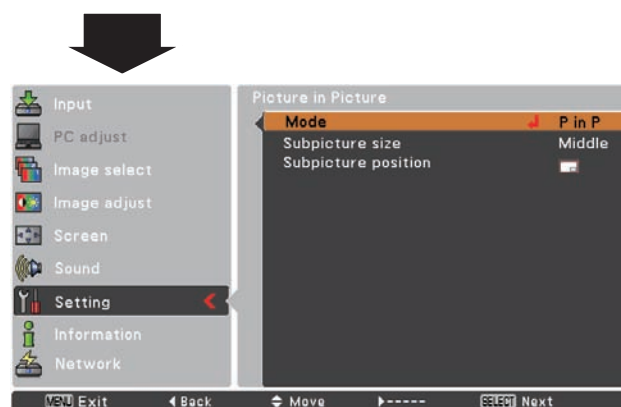 Input
PC adjust
Image select
Image adjust
Screen
Sound
Setting
Information
Network
Picture in Picture
Mode P in P
Subpicture size Middle
Subpicture position
MENU Exit Back Move ----- SELECT Next